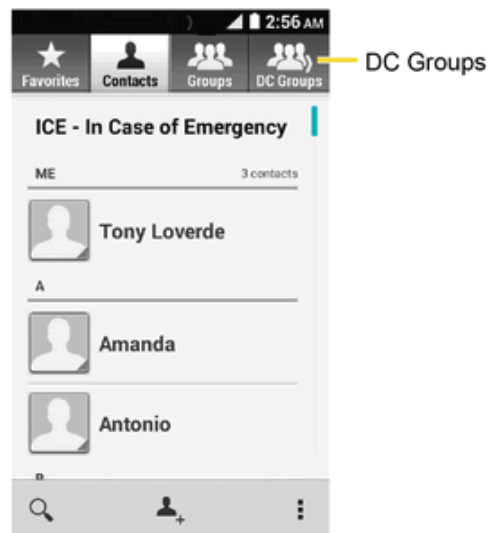 2:56 AM
Favorites Contacts Groups DC Groups
DC Groups
ICE - In Case of Emergency
ME 3 contacts
Tony Loverde
A
Amanda
Antonio